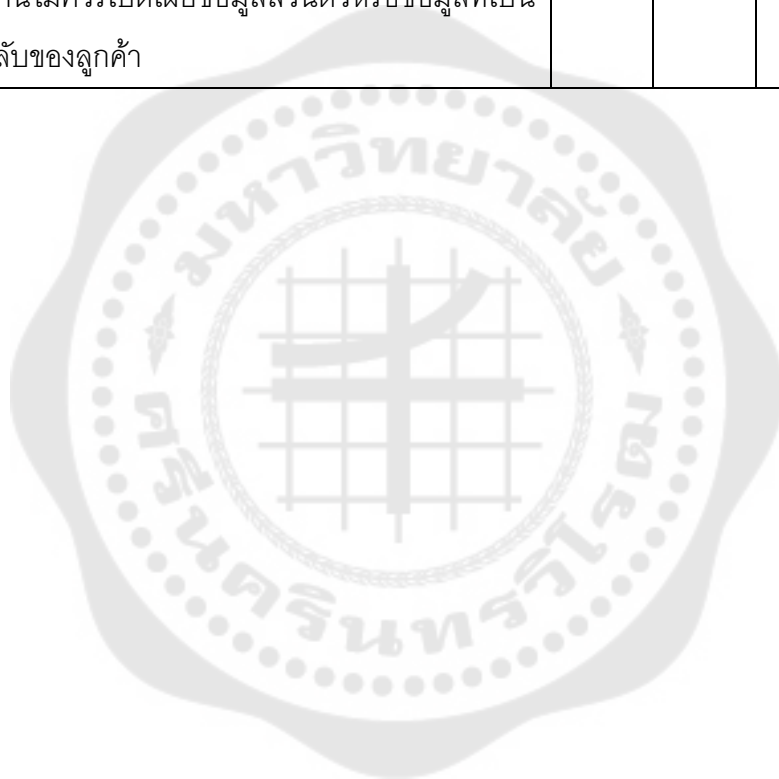 านไม่ควรเปิดเผยข้อมูลส่วนตัวหรือข้อมูลที่เป็น
ลับของลูกค้า
มหาวิทยาลัย
ศรีนครินทรวิโรฒ